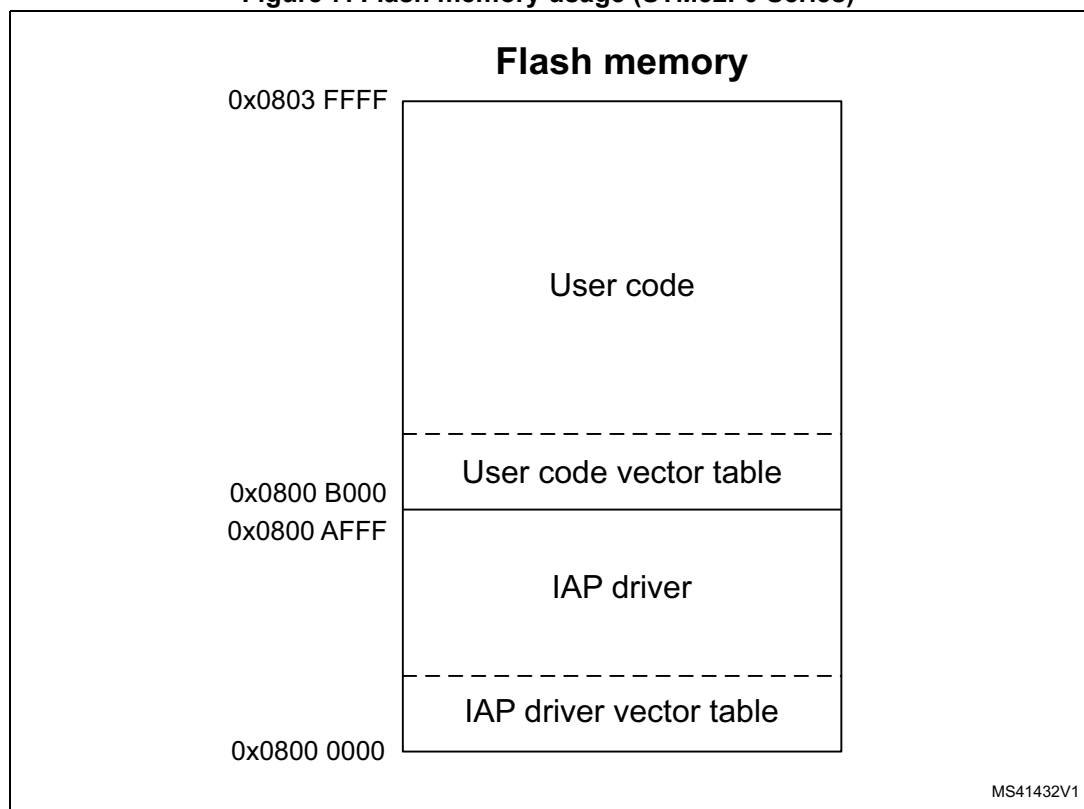 Flash memory
0x0803 FFFF
User code
User code vector table
0x0800 B000
0x0800 AFFF
IAP driver
IAP driver vector table
0x0800 0000
MS41432V1